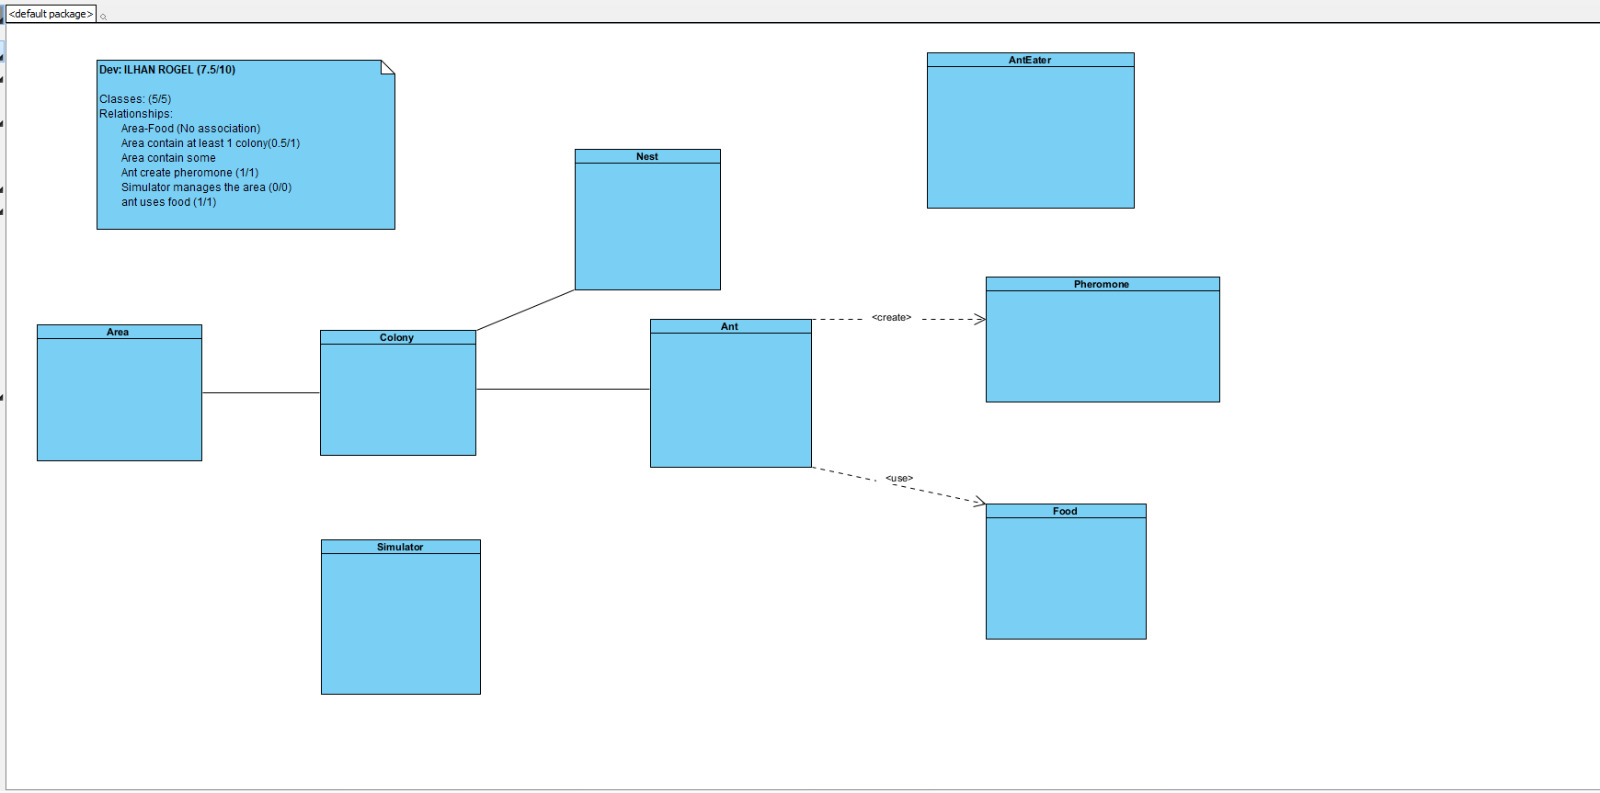 <default package>
Dev: ILHAN ROGEL (7.5/10)
Classes: (5/5)
Relationships:
Area-Food (No association)
Area contain at least 1 colony(0.5/1)
Area contain some
Ant create pheromone (1/1)
Simulator manages the area (0/0)
ant uses food (1/1)
AntEater
Nest
Pheromone
<create>
Area
Colony
Ant
<use>
Food
Simulator